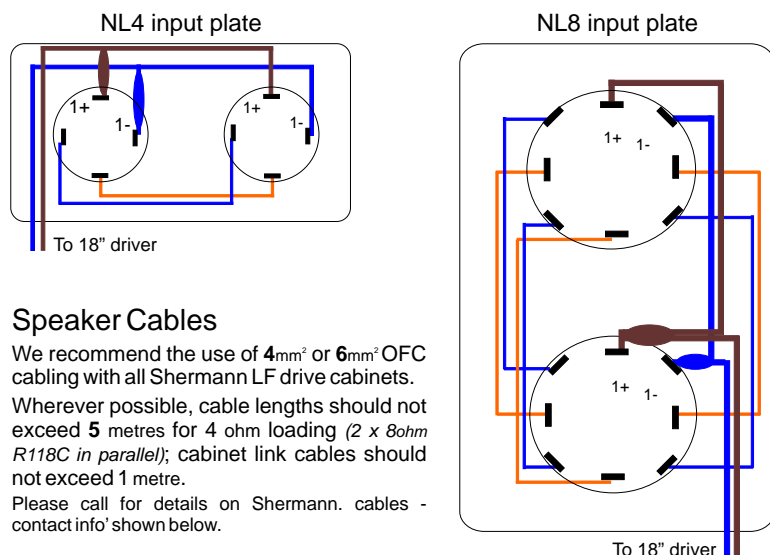 NL4 input plate
1+
1-
1+
1-
To 18” driver
Speaker Cables
We recommend the use of 4mm² or 6mm² OFC
cabling with all Shermann LF drive cabinets.
Wherever possible, cable lengths should not
exceed 5 metres for 4 ohm loading (2 x 8ohm
R118C in parallel); cabinet link cables should
not exceed 1 metre.
Please call for details on Shermann. cables -
contact info’ shown below.
NL8 input plate
1+
1-
1+
1-
To 18” driver